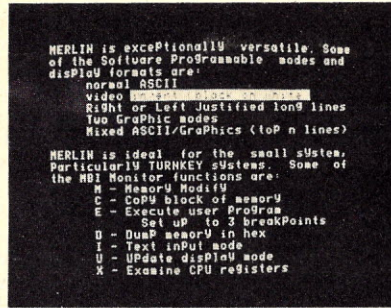 MERLIN is exceptionally versatile. Some
of the Software Programmable modes and
display formats are:
normal ASCII
video black on white
Right or Left Justified long lines
Two Graphic modes
Mixed ASCII/Graphics (top n lines)
MERLIN is ideal for the small system,
Particularly TURNKEY systems. Some of
the MBI Monitor functions are:
M - Memory Modify
C - Copy block of memory
E - Execute user Program
Set up to 3 breakpoints
D - Dump memory in hex
I - Text input mode
U - Update display mode
X - Examine CPU registers